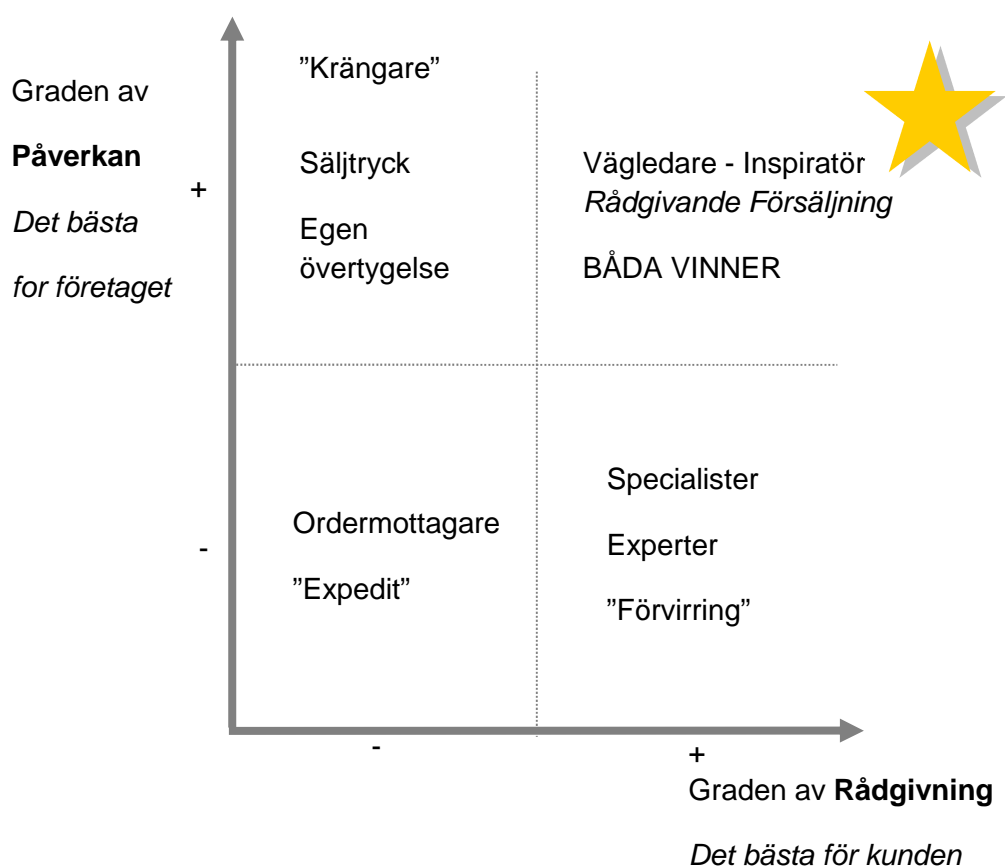 ”Krängare”
Graden av
Påverkan
+
Det bästa
for företaget
Säljtryck
Egen
övertygelse
Vägledare - Inspiratör
Rådgivande Försäljning
BÅDA VINNER
-
Ordermottagare
”Expedit”
Specialister
Experter
”Förvirring”
-
+
Graden av Rådgivning
Det bästa för kunden